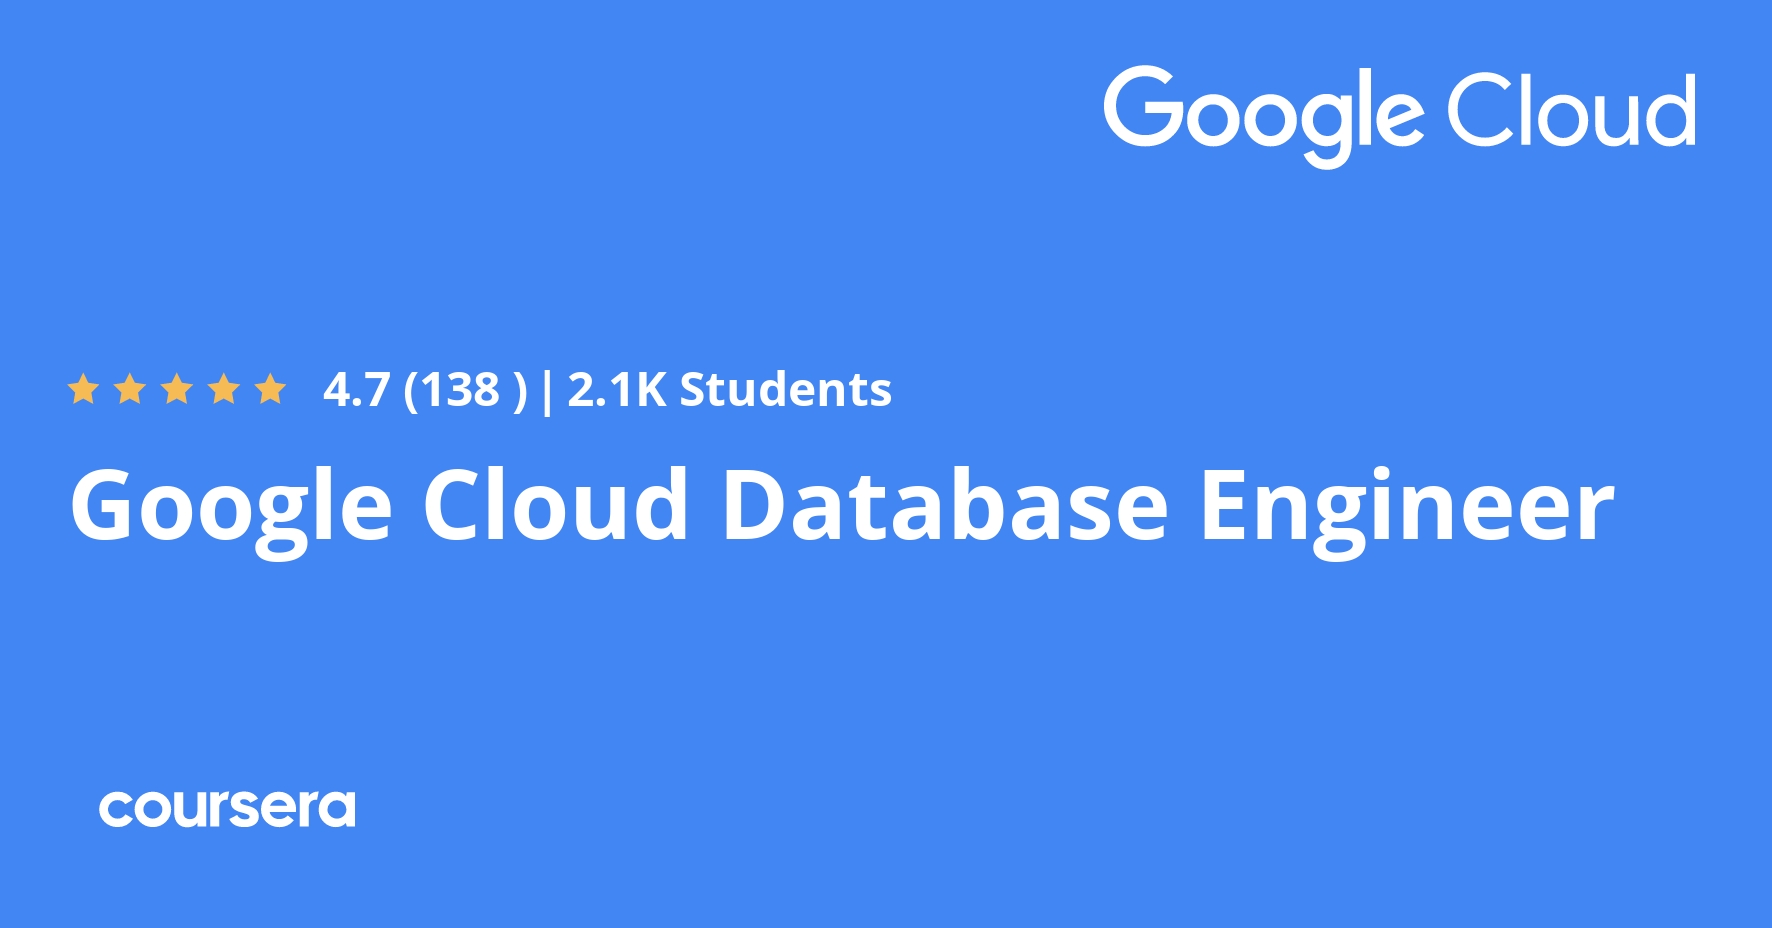 Google Cloud
4.7 (138 ) | 2.1K Students
Google Cloud Database Engineer
coursera